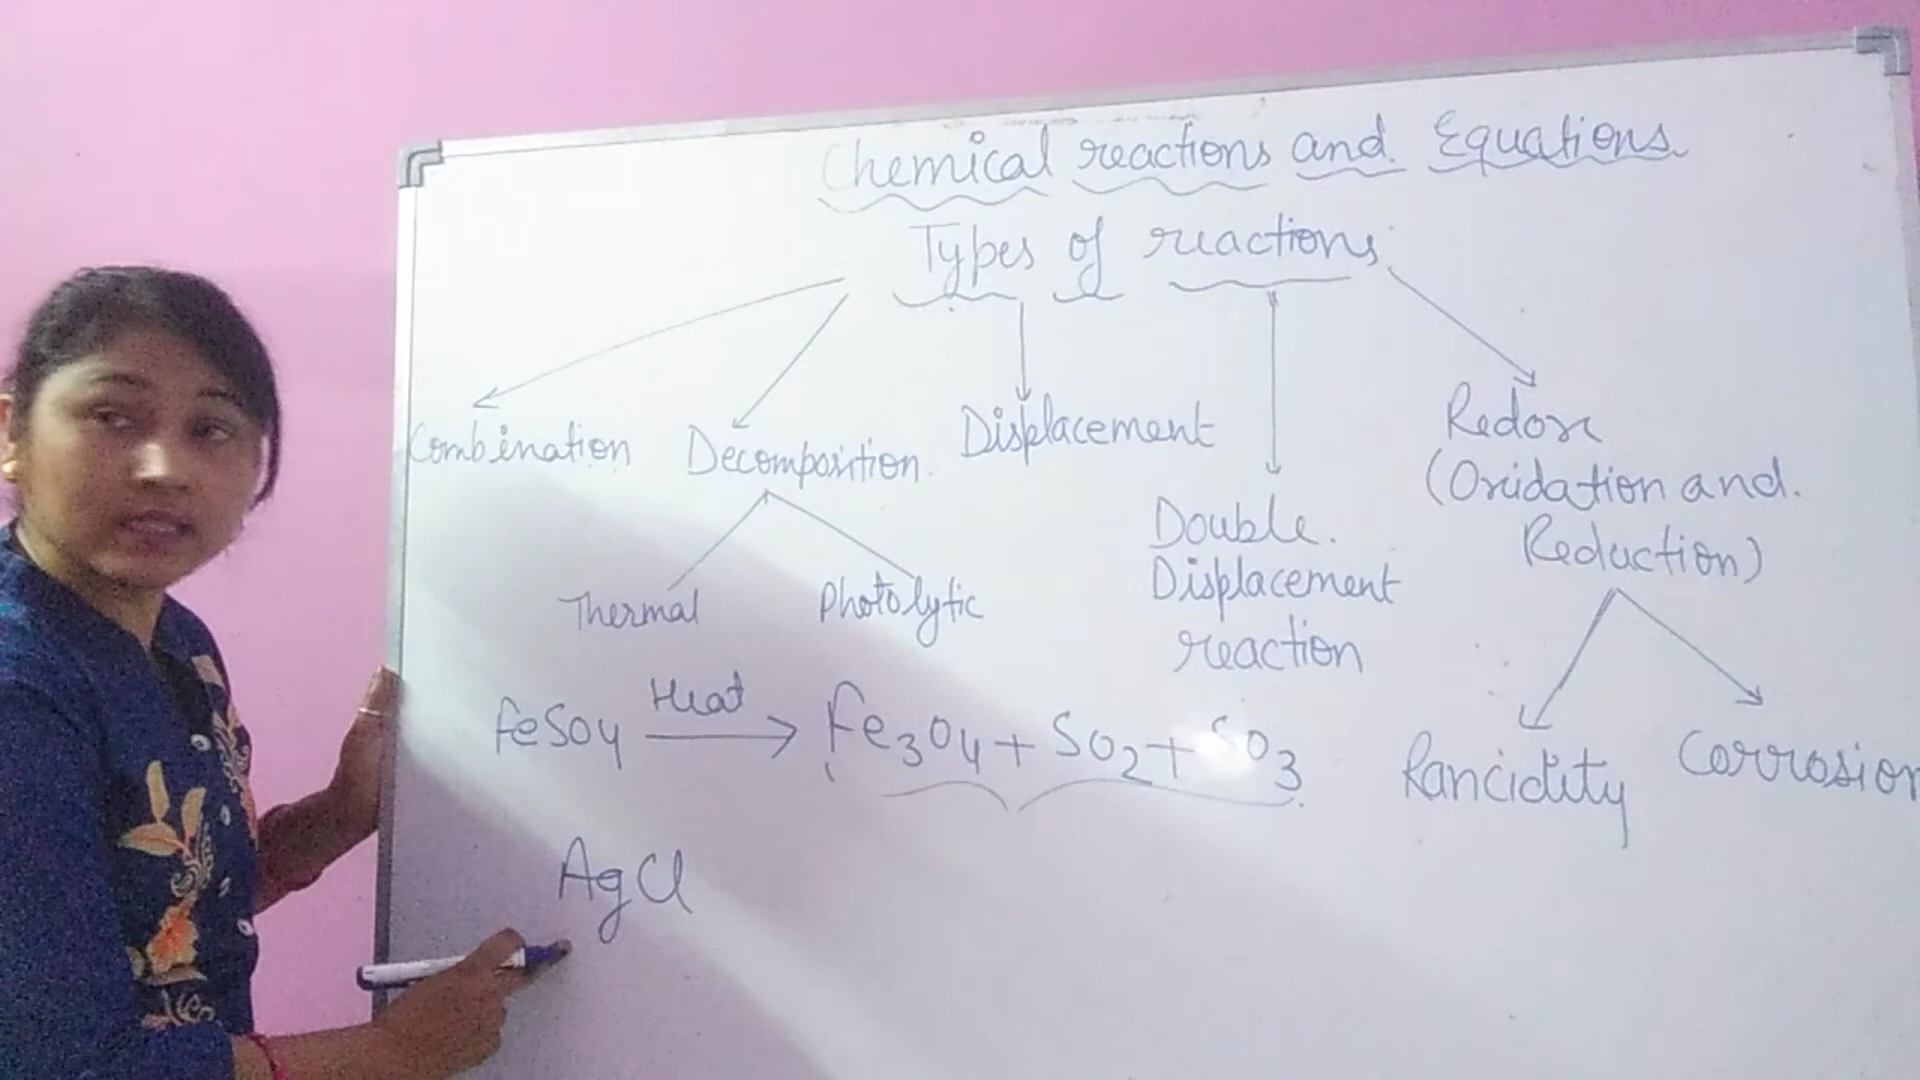 Chemical reactions and Equations
Types of reactions
Combination
Decomposition
Displacement
Double
Displacement
reaction
Redox
(Oxidation and
Reduction)
Thermal
Photolytic
Rancidity
Corrosion
FeSO4 Heat → Fe3O4 + SO2 + SO3
AgCl